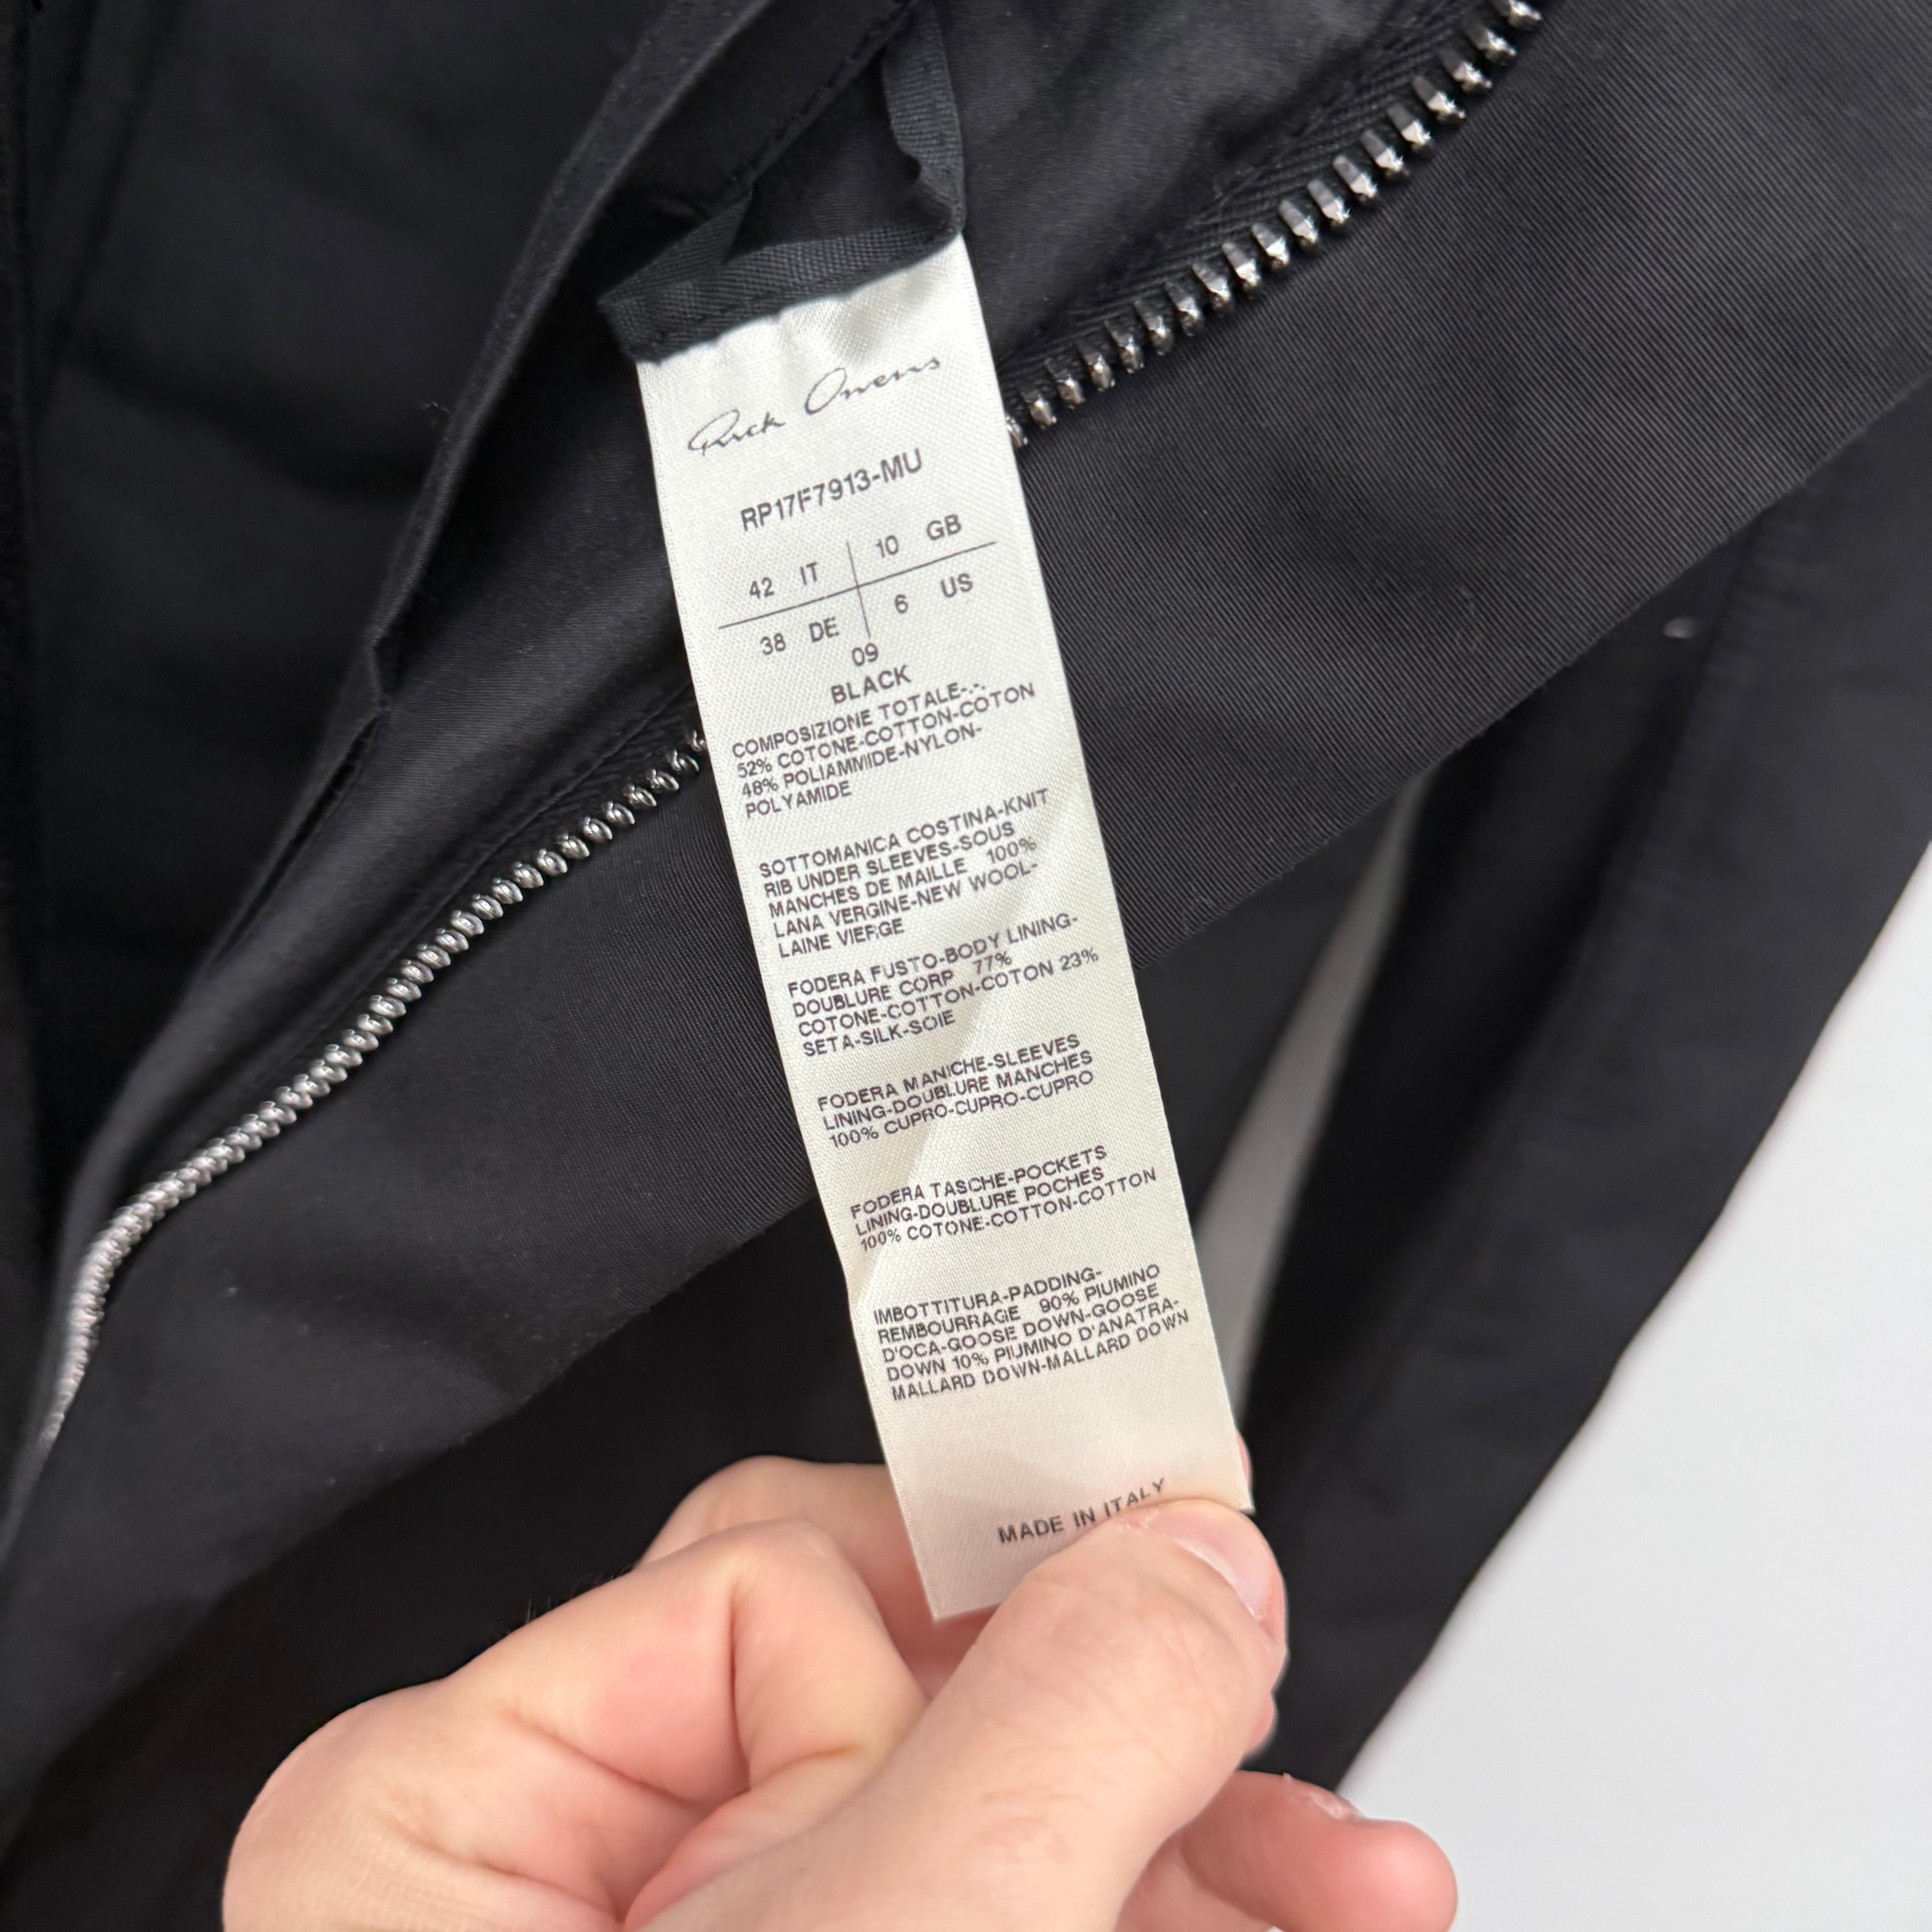 Rick Owens
RP17F7913-MU
42 IT 10 GB
38 DE 6 US
09
BLACK
COMPOSIZIONE TOTALE-.-.
52% COTONE-COTTON-COTON
48% POLIAMMIDE-NYLON-
POLYAMIDE
SOTTOMANICA COSTINA-KNIT
RIB UNDER SLEEVES-SOUS
MANCHES DE MAILLE 100%
LANA VERGINE-NEW WOOL-
LAINE VIERGE
FODERA FUSTO-BODY LINING-
DOUBLURE CORP 77%
COTONE-COTTON-COTON 23%
SETA-SILK-SOIE
FODERA MANICHE-SLEEVES
LINING-DOUBLURE MANCHES
100% CUPRO-CUPRO-CUPRO
FODERA TASCHE-POCKETS
LINING-DOUBLURE POCHES
100% COTONE-COTTON-COTTON
IMBOTTITURA-PADDING-
REMBOURRAGE 90% PIUMINO
D'OCA-GOOSE DOWN-GOOSE
DOWN 10% PIUMINO D'ANATRA-
MALLARD DOWN-MALLARD DOWN
MADE IN ITALY